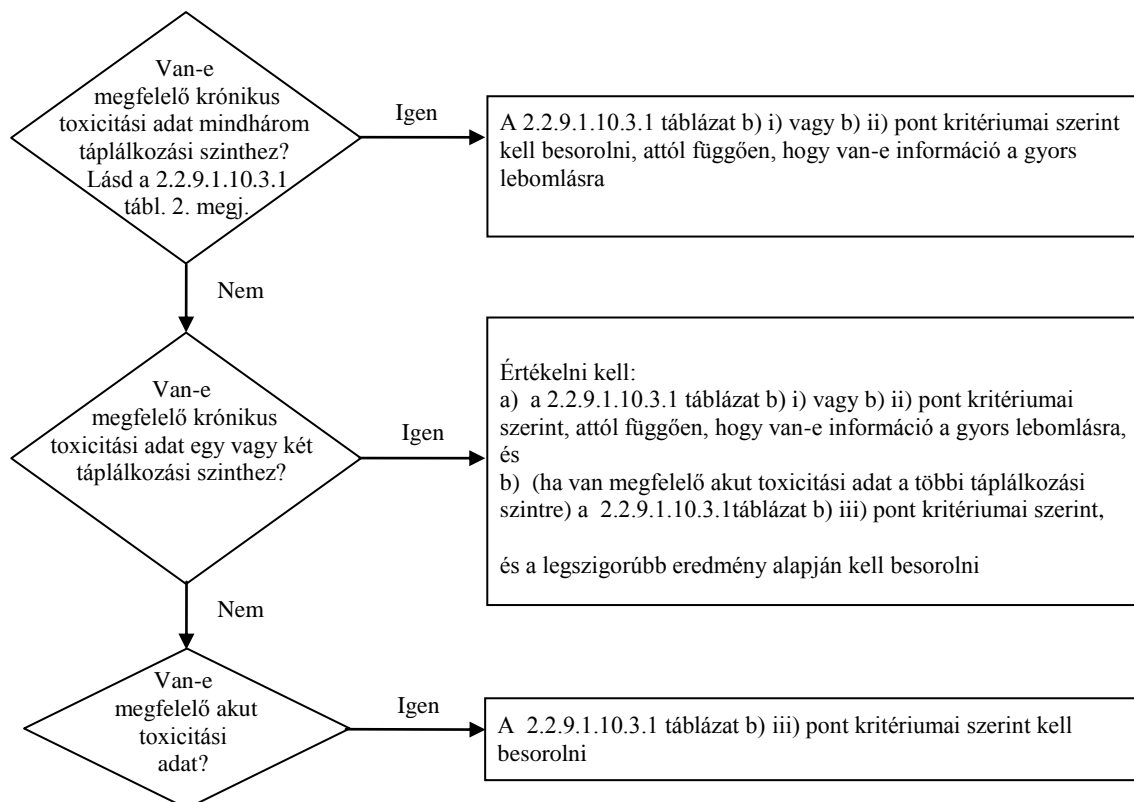 Van-e
megfelelő krónikus
toxicitási adat mindhárom
táplálkozási szinthez?
Lásd a 2.2.9.1.10.3.1
tábl. 2. megj.
Igen
A 2.2.9.1.10.3.1 táblázat b) i) vagy b) ii) pont kritériumai szerint
kell besorolni, attól függően, hogy van-e információ a gyors
lebomlásra
Nem
Van-e
megfelelő krónikus
toxicitási adat egy vagy két
táplálkozási szinthez?
Igen
Értékelni kell:
a) a 2.2.9.1.10.3.1 táblázat b) i) vagy b) ii) pont kritériumai
szerint, attól függően, hogy van-e információ a gyors lebomlásra,
és
b) (ha van megfelelő akut toxicitási adat a többi táplálkozási
szintre) a 2.2.9.1.10.3.1táblázat b) iii) pont kritériumai szerint,
és a legszigorúbb eredmény alapján kell besorolni
Nem
Van-e
megfelelő akut
toxicitási
adat?
Igen
A 2.2.9.1.10.3.1 táblázat b) iii) pont kritériumai szerint kell
besorolni